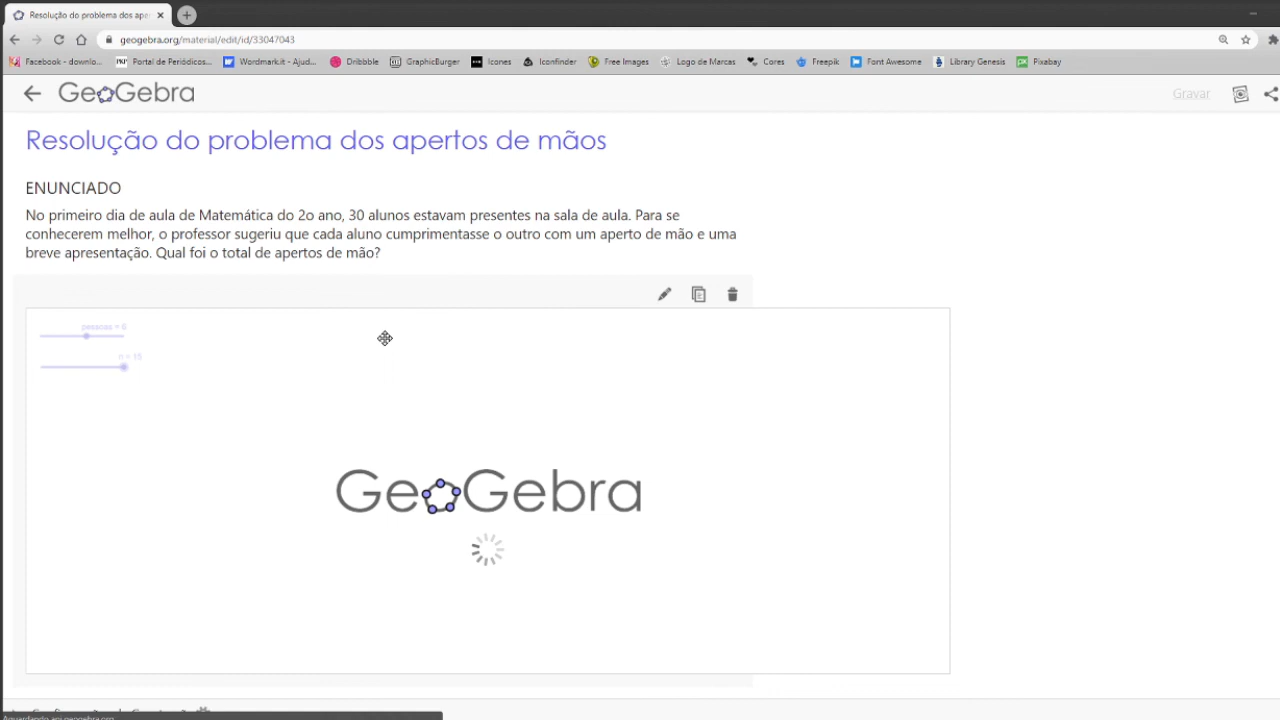 Resolução do problema dos ape
geogebra.org/material/edit/id/33047043
Facebook - downlo... Portal de Periódicos... Wordmark.it - Ajud... Dribbble GraphicBurger Icones Iconfinder Free Images Logo de Marcas Cores Freepik Font Awesome Library Genesis Pixabay
GeoGebra
Gravar
Resolução do problema dos apertos de mãos
ENUNCIADO
No primeiro dia de aula de Matemática do 2o ano, 30 alunos estavam presentes na sala de aula. Para se
conhecerem melhor, o professor sugeriu que cada aluno cumprimentasse o outro com um aperto de mão e uma
breve apresentação. Qual foi o total de apertos de mão?
pessoas = 6
n = 15
GeoGebra